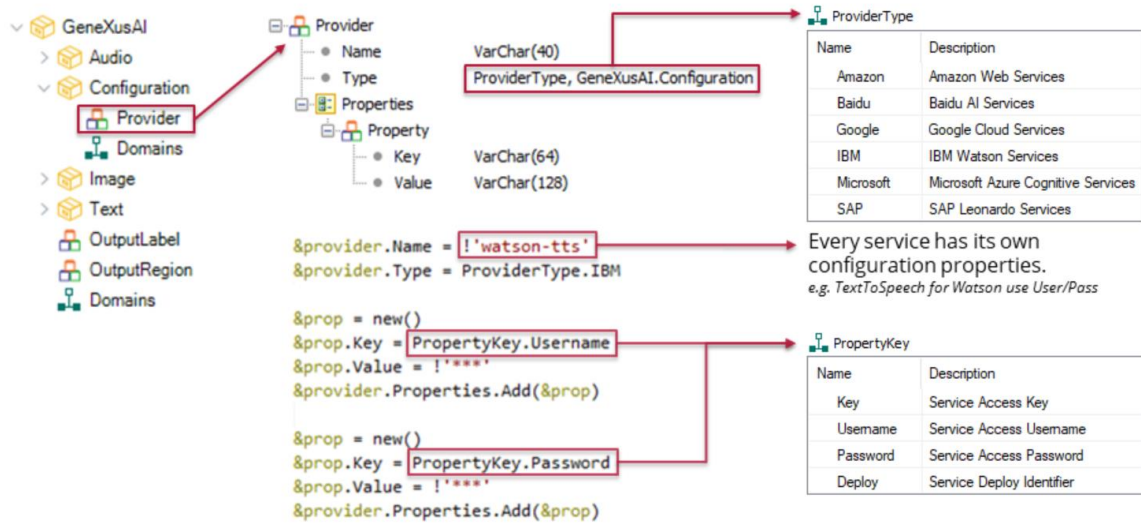 GeneXusAI
Audio
Configuration
Provider
Domains
Image
Text
OutputLabel
OutputRegion
Domains
Provider
Name VarChar(40)
Type ProviderType, GeneXusAI.Configuration
Properties
Property
Key VarChar(64)
Value VarChar(128)
&provider.Name = !'watson-tts'
&provider.Type = ProviderType.IBM
&prop = new()
&prop.Key = PropertyKey.Username
&prop.Value = !'***'
&provider.Properties.Add(&prop)
&prop = new()
&prop.Key = PropertyKey.Password
&prop.Value = !'***'
&provider.Properties.Add(&prop)
ProviderType
Name Description
Amazon Amazon Web Services
Baidu Baidu AI Services
Google Google Cloud Services
IBM IBM Watson Services
Microsoft Microsoft Azure Cognitive Services
SAP SAP Leonardo Services
Every service has its own
configuration properties.
e.g. TextToSpeech for Watson use User/Pass
PropertyKey
Name Description
Key Service Access Key
Username Service Access Username
Password Service Access Password
Deploy Service Deploy Identifier